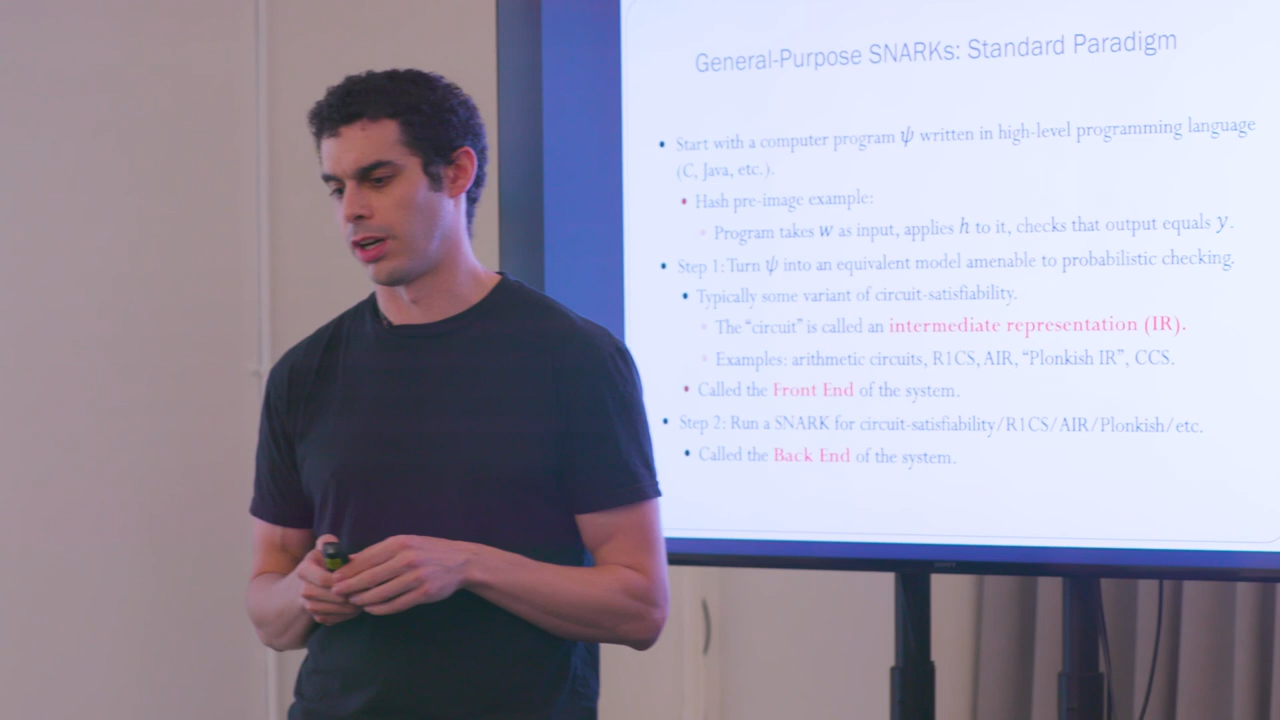 General-Purpose SNARKs: Standard Paradigm
• Start with a computer program ψ written in high-level programming language
(C, Java, etc.).
• Hash pre-image example:
• Program takes w as input, applies h to it, checks that output equals y.
• Step 1: Turn ψ into an equivalent model amenable to probabilistic checking.
• Typically some variant of circuit-satisfiability.
• The “circuit” is called an intermediate representation (IR).
• Examples: arithmetic circuits, R1CS, AIR, “Plonkish IR”, CCS.
• Called the Front End of the system.
• Step 2: Run a SNARK for circuit-satisfiability/R1CS/AIR/Plonkish/etc.
• Called the Back End of the system.